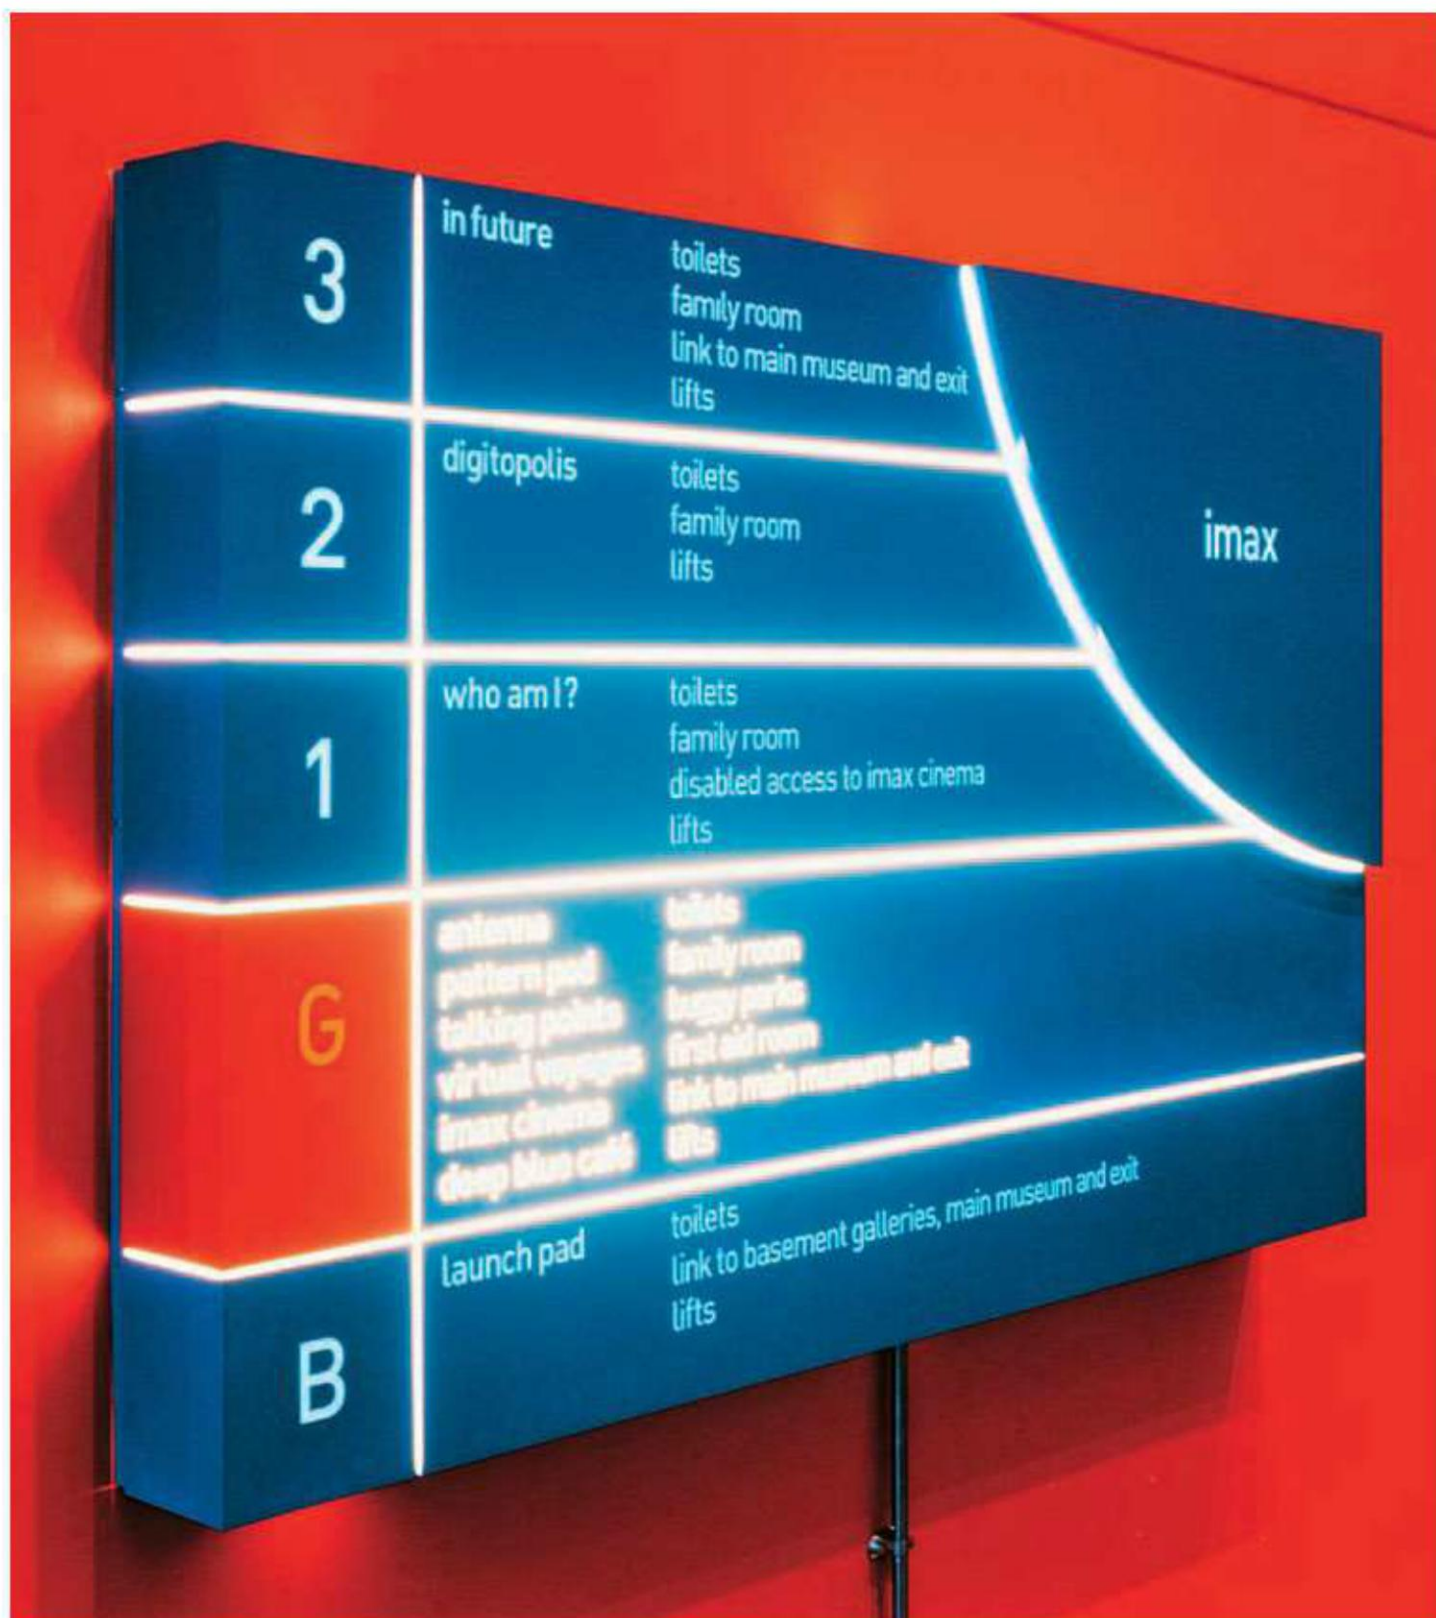 3
in future
toilets
family room
link to main museum and exit
lifts
2
digitopolis
toilets
family room
lifts
imax
1
who am I?
toilets
family room
disabled access to imax cinema
lifts
G
antenna
pattern pod
talking points
virtual voyages
imax cinema
deep blue café
toilets
family room
buggy parks
first aid room
link to main museum and exit
lifts
B
launch pad
toilets
link to basement galleries, main museum and exit
lifts